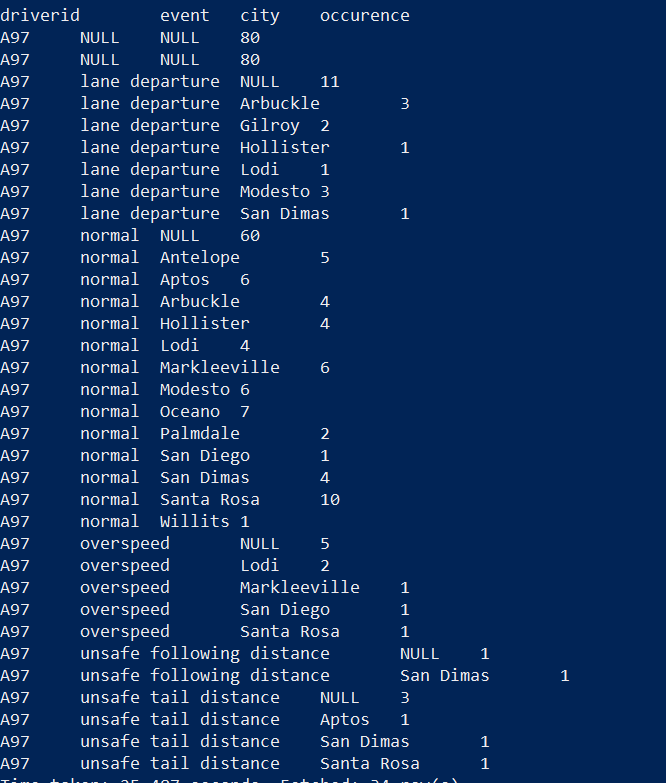 driverid event city occurence
A97 NULL NULL 80
A97 NULL NULL 80
A97 lane departure NULL 11
A97 lane departure Arbuckle 3
A97 lane departure Gilroy 2
A97 lane departure Hollister 1
A97 lane departure Lodi 1
A97 lane departure Modesto 3
A97 lane departure San Dimas 1
A97 normal NULL 60
A97 normal Antelope 5
A97 normal Aptos 6
A97 normal Arbuckle 4
A97 normal Hollister 4
A97 normal Lodi 4
A97 normal Markleeville 6
A97 normal Modesto 6
A97 normal Oceano 7
A97 normal Palmdale 2
A97 normal San Diego 1
A97 normal San Dimas 4
A97 normal Santa Rosa 10
A97 normal Willits 1
A97 overspeed NULL 5
A97 overspeed Lodi 2
A97 overspeed Markleeville 1
A97 overspeed San Diego 1
A97 overspeed Santa Rosa 1
A97 unsafe following distance NULL 1
A97 unsafe following distance San Dimas 1
A97 unsafe tail distance NULL 3
A97 unsafe tail distance Aptos 1
A97 unsafe tail distance San Dimas 1
A97 unsafe tail distance Santa Rosa 1
Time taken: seconds, Fetched: 34 row(s)